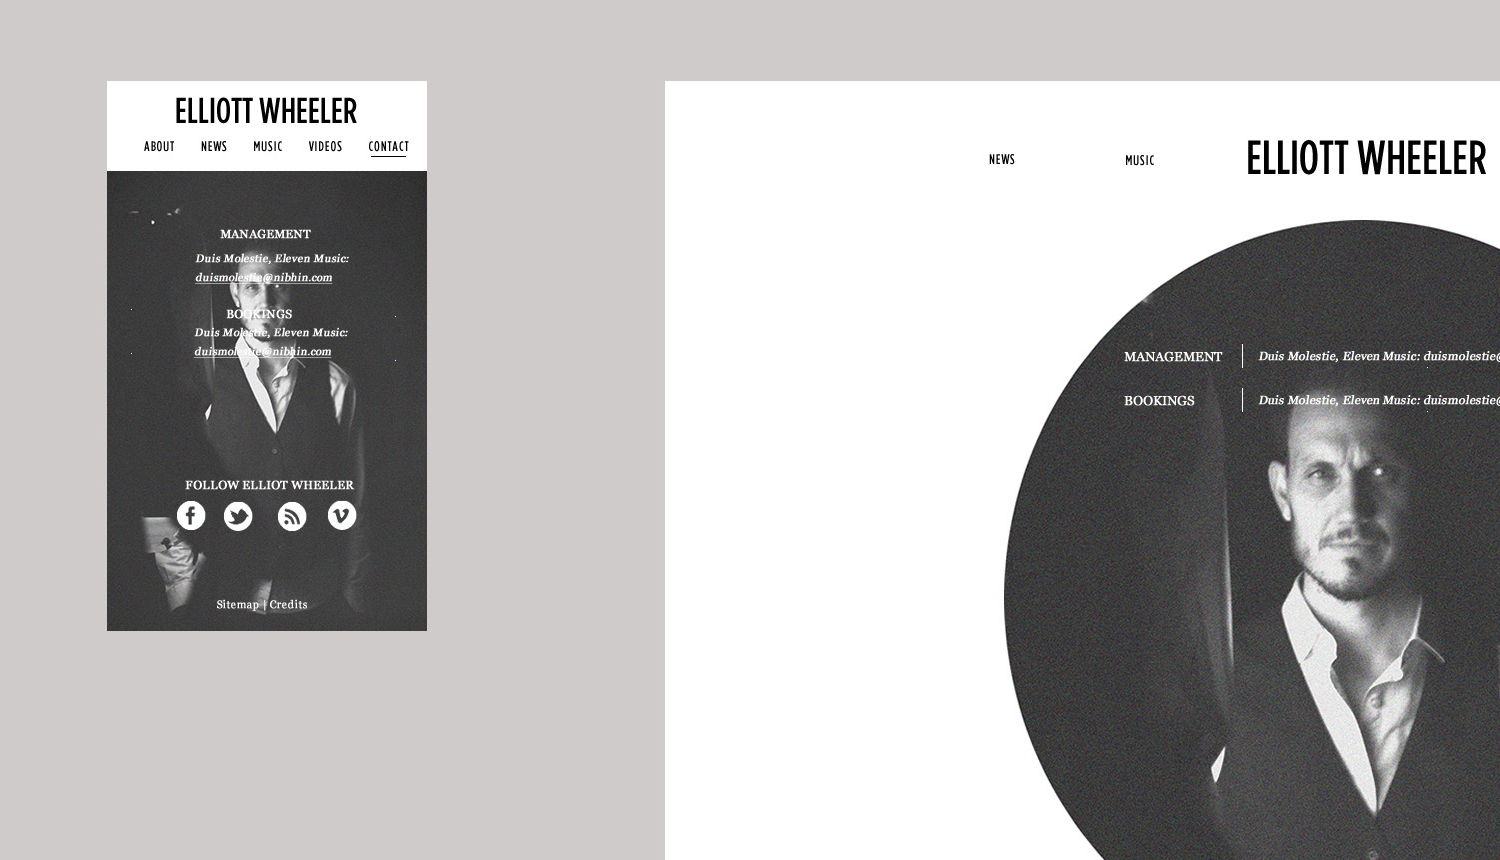 ELLIOTT WHEELER
ABOUT NEWS MUSIC VIDEOS CONTACT
MANAGEMENT
Duis Molestie, Eleven Music:
duismolestie@nibhin.com
BOOKINGS
Duis Molestie, Eleven Music:
duismolestie@nibhin.com
FOLLOW ELLIOT WHEELER
Sitemap | Credits
NEWS MUSIC ELLIOTT WHEELER
MANAGEMENT Duis Molestie, Eleven Music: duismolestie@
BOOKINGS Duis Molestie, Eleven Music: duismolestie@